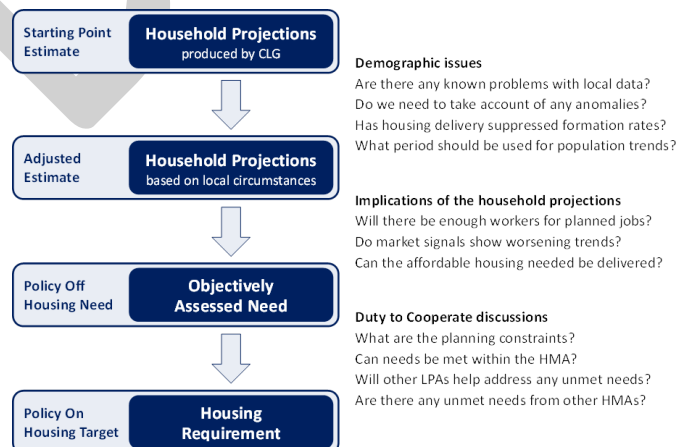 Starting Point
Estimate
Household Projections
produced by CLG
Demographic issues
Are there any known problems with local data?
Do we need to take account of any anomalies?
Has housing delivery suppressed formation rates?
What period should be used for population trends?
Adjusted
Estimate
Household Projections
based on local circumstances
Implications of the household projections
Will there be enough workers for planned jobs?
Do market signals show worsening trends?
Can the affordable housing needed be delivered?
Policy Off
Housing Need
Objectively
Assessed Need
Duty to Cooperate discussions
What are the planning constraints?
Can needs be met within the HMA?
Will other LPAs help address any unmet needs?
Are there any unmet needs from other HMAs?
Policy On
Housing Target
Housing
Requirement